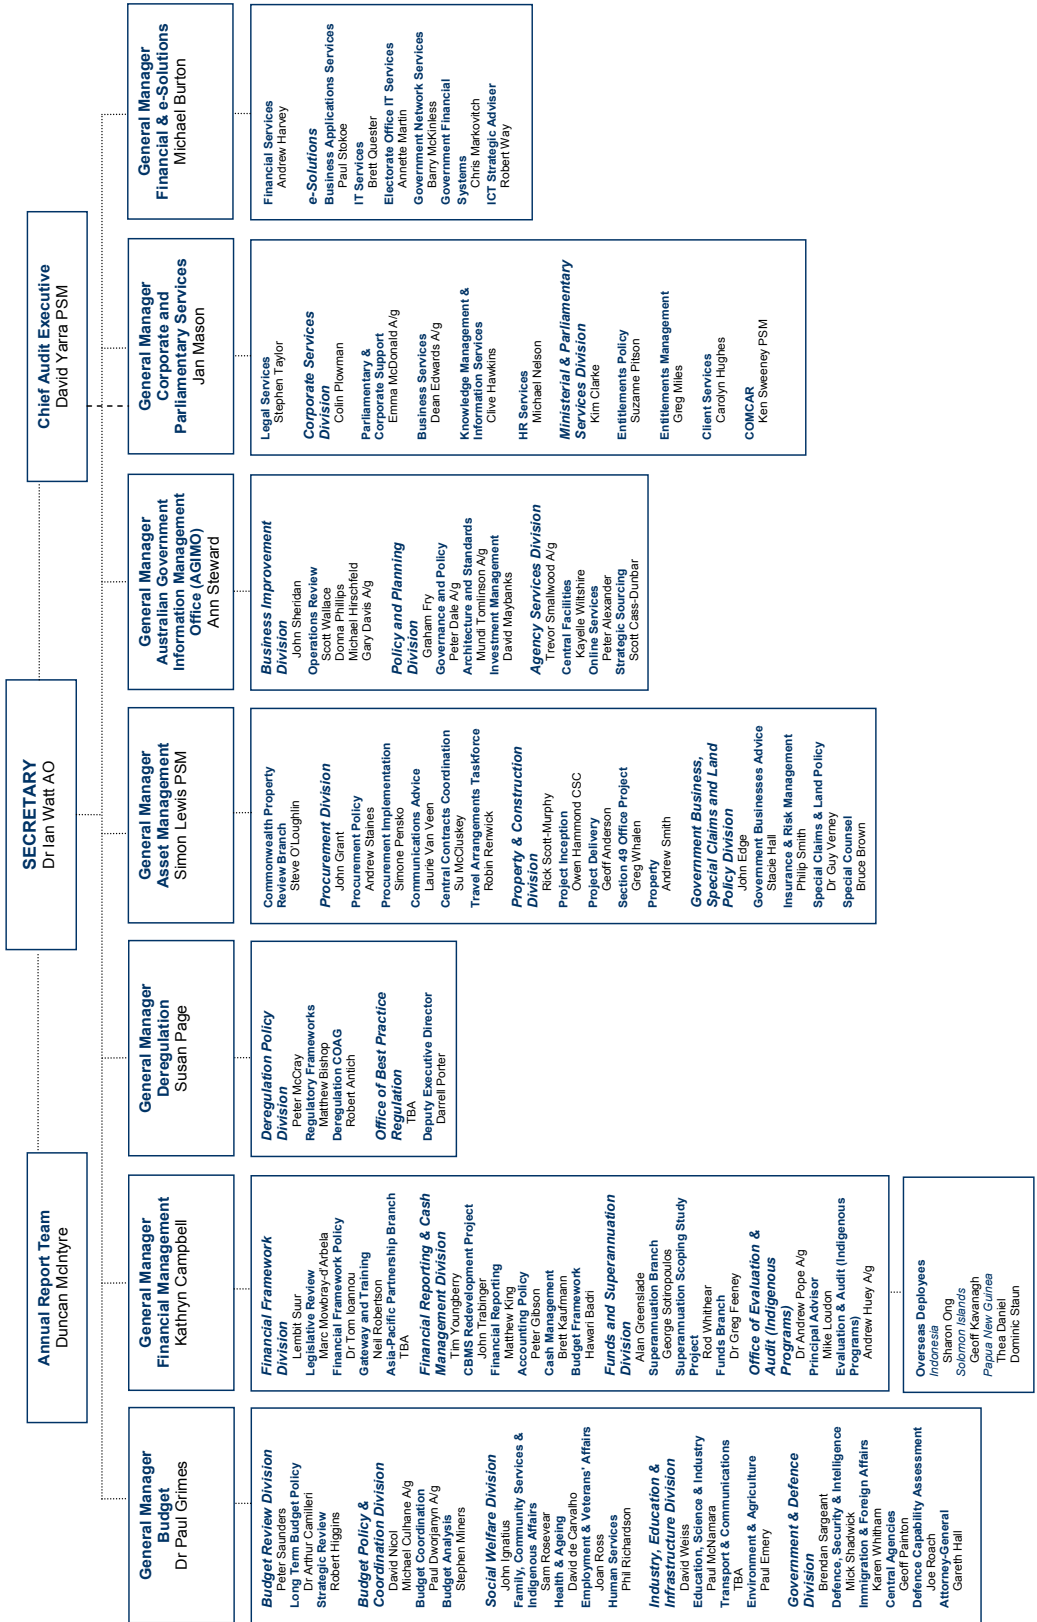 SECRETARY
Dr Ian Watt AO
Annual Report Team
Duncan McIntyre
Chief Audit Executive
David Yarra PSM
General Manager
Budget
Dr Paul Grimes
Budget Review Division
Peter Saunders
Long Term Budget Policy
Dr Arthur Camilleri
Strategic Review
Robert Higgins
Budget Policy &
Coordination Division
David Nicol
Michael Culhane A/g
Budget Coordination
Paul Dworjanyn A/g
Budget Analysis
Stephen Miners
Social Welfare Division
John Ignatius
Family, Community Services &
Indigenous Affairs
Sam Rosevear
Health & Ageing
David de Carvalho
Employment & Veterans' Affairs
Joan Ross
Human Services
Phil Richardson
Industry, Education &
Infrastructure Division
David Weiss
Education, Science & Industry
Paul McNamara
Transport & Communications
TBA
Environment & Agriculture
Paul Emery
Government & Defence
Division
Brendan Sargeant
Defence, Security & Intelligence
Mick Shadwick
Immigration & Foreign Affairs
Karen Whitham
Central Agencies
Geoff Painton
Defence Capability Assessment
Joe Roach
Attorney-General
Gareth Hall
General Manager
Financial Management
Kathryn Campbell
Financial Framework
Division
Lembit Suur
Legislative Review
Marc Mowbray-d'Arbela
Financial Framework Policy
Dr Tom Ioannou
Gateway and Training
Neil Robertson
Asia-Pacific Partnership Branch
TBA
Financial Reporting & Cash
Management Division
Tim Youngberry
CBMS Redevelopment Project
John Trabinger
Financial Reporting
Matthew King
Accounting Policy
Peter Gibson
Cash Management
Brett Kaufmann
Budget Framework
Hawari Badri
Funds and Superannuation
Division
Alan Greenslade
Superannuation Branch
George Sotiropoulos
Superannuation Scoping Study
Project
Rod Whithear
Funds Branch
Dr Greg Feeney
Office of Evaluation &
Audit (Indigenous
Programs)
Dr Andrew Pope A/g
Principal Advisor
Mike Loudon
Evaluation & Audit (Indigenous
Programs)
Andrew Huey A/g
Overseas Deployees
Indonesia
Sharon Ong
Solomon Islands
Geoff Kavanagh
Papua New Guinea
Thea Daniel
Dominic Staun
General Manager
Deregulation
Susan Page
Deregulation Policy
Division
Peter McCray
Regulatory Frameworks
Matthew Bishop
Deregulation COAG
Robert Antich
Office of Best Practice
Regulation
TBA
Deputy Executive Director
Darrell Porter
General Manager
Asset Management
Simon Lewis PSM
Commonwealth Property
Review Branch
Steve O'Loughlin
Procurement Division
John Grant
Procurement Policy
Andrew Staines
Procurement Implementation
Simone Pensko
Communications Advice
Laurie Van Veen
Central Contracts Coordination
Su McCluskey
Travel Arrangements Taskforce
Robin Renwick
Property & Construction
Division
Rick Scott-Murphy
Project Inception
Owen Hammond CSC
Project Delivery
Geoff Anderson
Section 49 Office Project
Greg Whalen
Property
Andrew Smith
Government Business,
Special Claims and Land
Policy Division
John Edge
Government Businesses Advice
Stacie Hall
Insurance & Risk Management
Philip Smith
Special Claims & Land Policy
Dr Guy Verney
Special Counsel
Bruce Brown
General Manager
Australian Government
Information Management
Office (AGIMO)
Ann Steward
Business Improvement
Division
John Sheridan
Operations Review
Scott Wallace
Donna Phillips
Michael Hirschfeld
Gary Davis A/g
Policy and Planning
Division
Graham Fry
Governance and Policy
Peter Dale A/g
Architecture and Standards
Mundi Tomlinson A/g
Investment Management
David Maybanks
Agency Services Division
Trevor Smallwood A/g
Central Facilities
Kayelle Wiltshire
Online Services
Peter Alexander
Strategic Sourcing
Scott Cass-Dunbar
General Manager
Corporate and
Parliamentary Services
Jan Mason
Legal Services
Stephen Taylor
Corporate Services
Division
Colin Plowman
Parliamentary &
Corporate Support
Emma McDonald A/g
Business Services
Dean Edwards A/g
Knowledge Management &
Information Services
Clive Hawkins
HR Services
Michael Nelson
Ministerial & Parliamentary
Services Division
Kim Clarke
Entitlements Policy
Suzanne Pitson
Entitlements Management
Greg Miles
Client Services
Carolyn Hughes
COMCAR
Ken Sweeney PSM
General Manager
Financial & e-Solutions
Michael Burton
Financial Services
Andrew Harvey
e-Solutions
Business Applications Services
Paul Stokoe
IT Services
Brett Quester
Electorate Office IT Services
Annette Martin
Government Network Services
Barry McKinless
Government Financial
Systems
Chris Markovitch
ICT Strategic Adviser
Robert Way